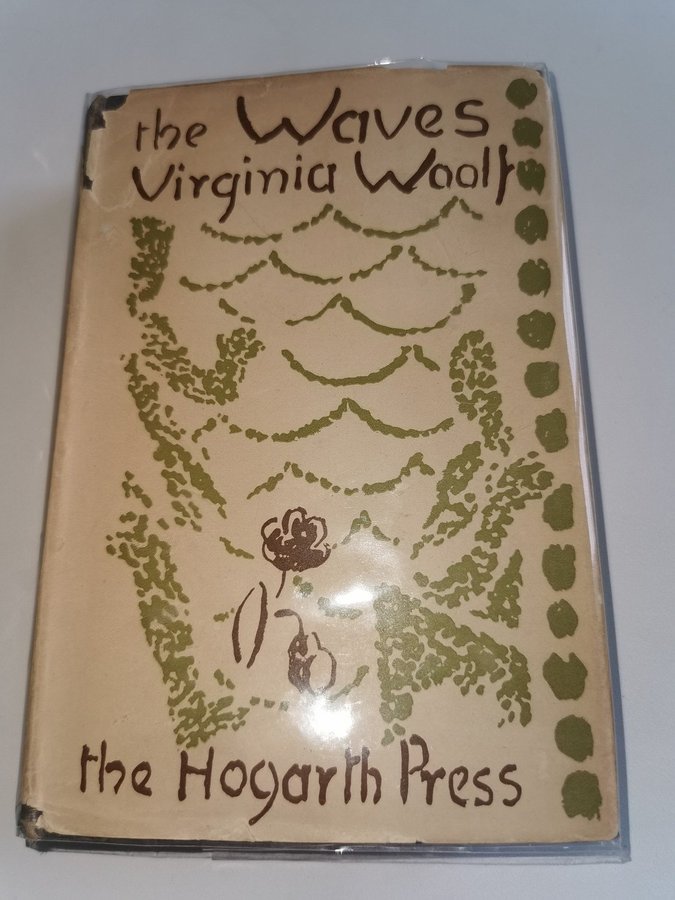 the Waves
Virginia Woolf
the Hogarth Press